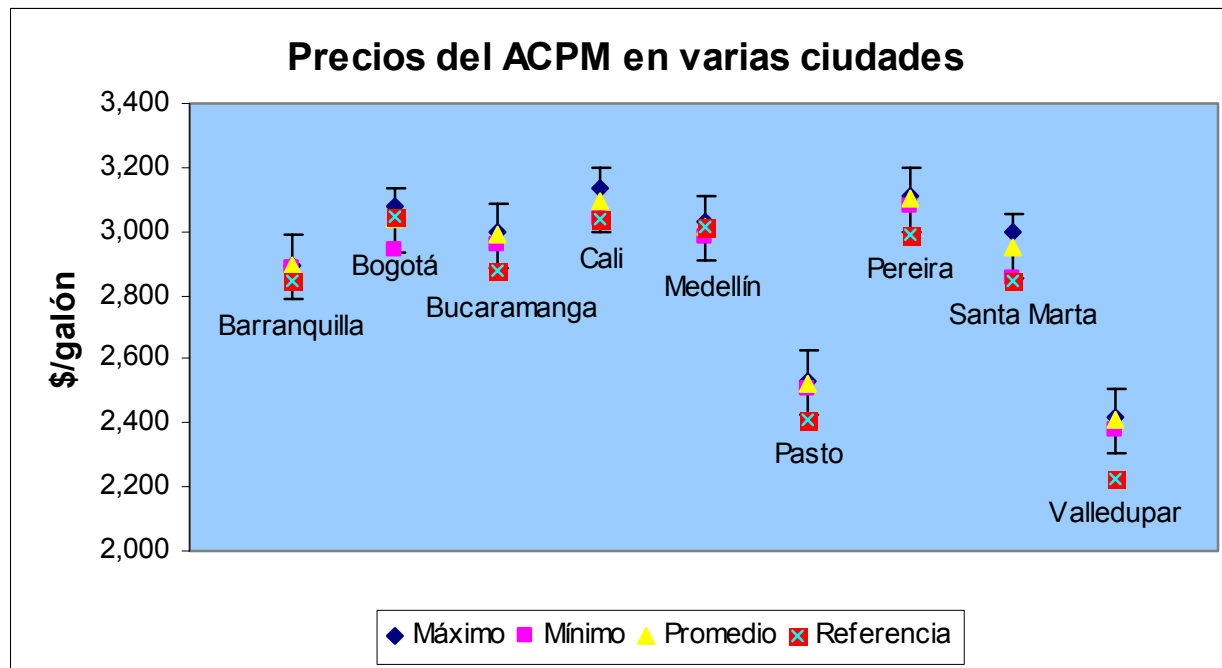 Precios del ACPM en varias ciudades
$/galón
3,400
3,200
3,000
2,800
2,600
2,400
2,200
2,000
Barranquilla
Bogotá
Bucaramanga
Cali
Medellín
Pasto
Pereira
Santa Marta
Valledupar
Máximo Mínimo Promedio Referencia